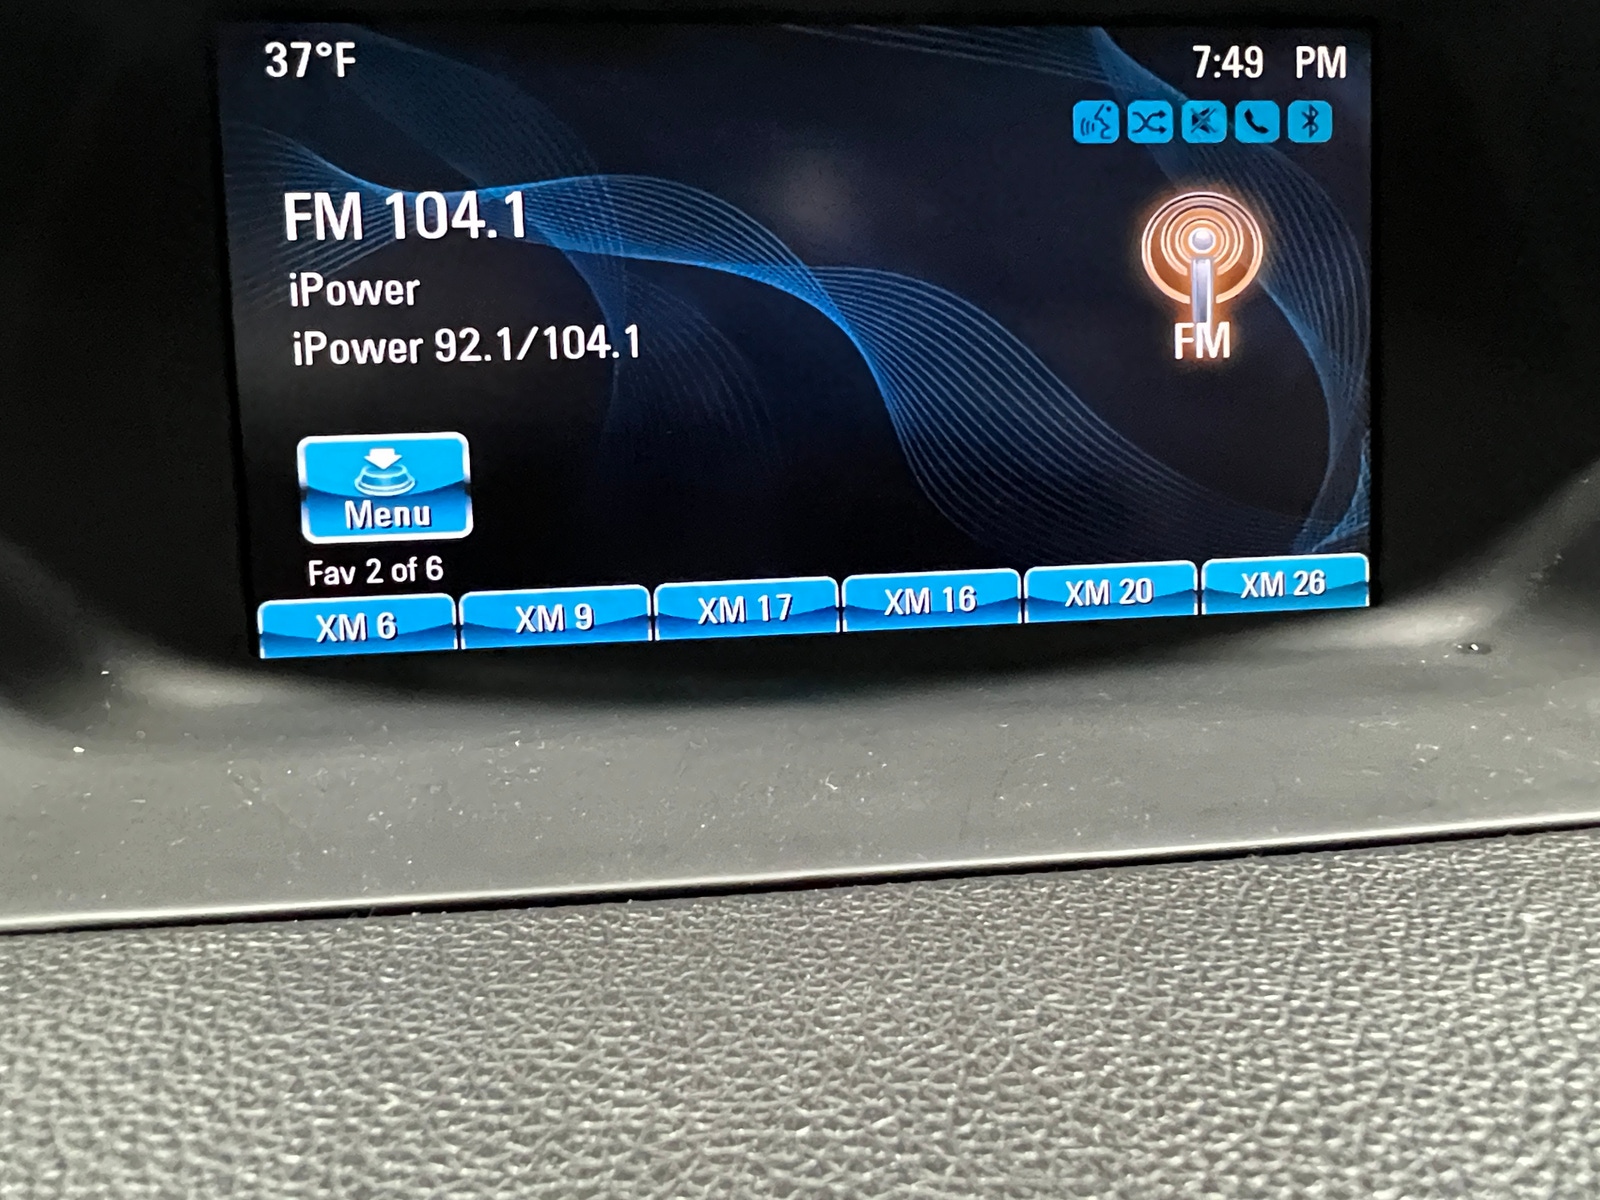 37°F
7:49 PM
FM 104.1
iPower
iPower 92.1/104.1
FM
Menu
Fav 2 of 6
XM 6
XM 9
XM 17
XM 16
XM 20
XM 26